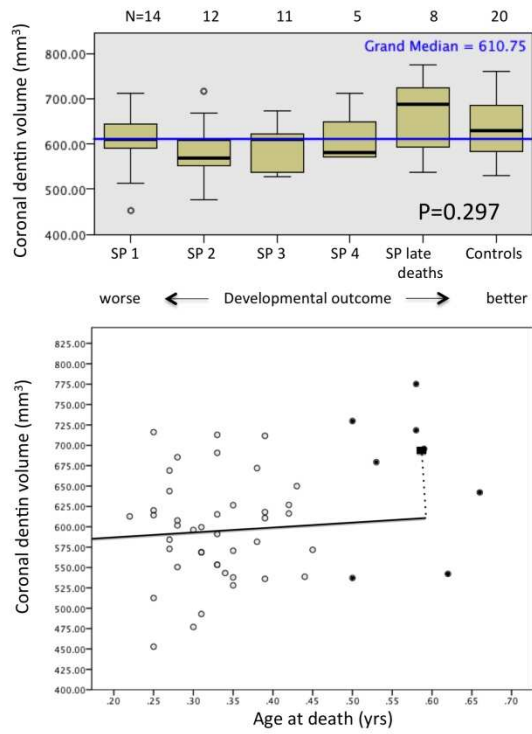 N=14 12 11 5 8 20
Coronal dentin volume (mm³)
800.00
700.00
600.00
500.00
400.00
Grand Median = 610.75
P=0.297
SP 1 SP 2 SP 3 SP 4 SP late Controls
deaths
worse Developmental outcome better
Coronal dentin volume (mm³)
825.00
800.00
775.00
750.00
725.00
700.00
675.00
650.00
625.00
600.00
575.00
550.00
525.00
500.00
475.00
450.00
425.00
400.00
.20 .25 .30 .35 .40 .45 .50 .55 .60 .65 .70
Age at death (yrs)